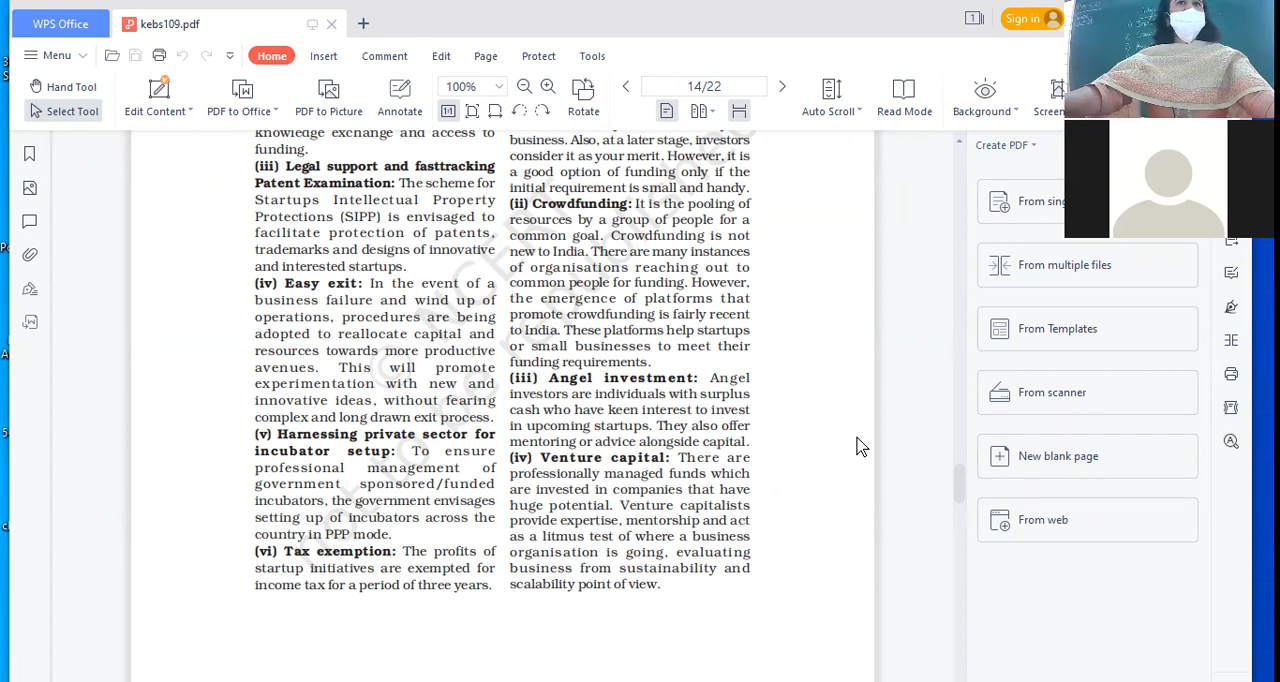 WPS Office
kebs109.pdf
Sign in
Menu
Home
Insert
Comment
Edit
Page
Protect
Tools
Hand Tool
Select Tool
Edit Content
PDF to Office
PDF to Picture
Annotate
100%
Rotate
14/22
Auto Scroll
Read Mode
Background
Screen
knowledge exchange and access to
funding.
(iii) Legal support and fasttracking
Patent Examination: The scheme for
Startups Intellectual Property
Protections (SIPP) is envisaged to
facilitate protection of patents,
trademarks and designs of innovative
and interested startups.
(iv) Easy exit: In the event of a
business failure and wind up of
operations, procedures are being
adopted to reallocate capital and
resources towards more productive
avenues. This will promote
experimentation with new and
innovative ideas, without fearing
complex and long drawn exit process.
(v) Harnessing private sector for
incubator setup: To ensure
professional management of
government sponsored/funded
incubators, the government envisages
setting up of incubators across the
country in PPP mode.
(vi) Tax exemption: The profits of
startup initiatives are exempted for
income tax for a period of three years.
business. Also, at a later stage, investors
consider it as your merit. However, it is
a good option of funding only if the
initial requirement is small and handy.
(ii) Crowdfunding: It is the pooling of
resources by a group of people for a
common goal. Crowdfunding is not
new to India. There are many instances
of organisations reaching out to
common people for funding. However,
the emergence of platforms that
promote crowdfunding is fairly recent
to India. These platforms help startups
or small businesses to meet their
funding requirements.
(iii) Angel investment: Angel
investors are individuals with surplus
cash who have keen interest to invest
in upcoming startups. They also offer
mentoring or advice alongside capital.
(iv) Venture capital: There are
professionally managed funds which
are invested in companies that have
huge potential. Venture capitalists
provide expertise, mentorship and act
as a litmus test of where a business
organisation is going, evaluating
business from sustainability and
scalability point of view.
© NCERT
not to be republished
Create PDF
From sing
From multiple files
From Templates
From scanner
New blank page
From web